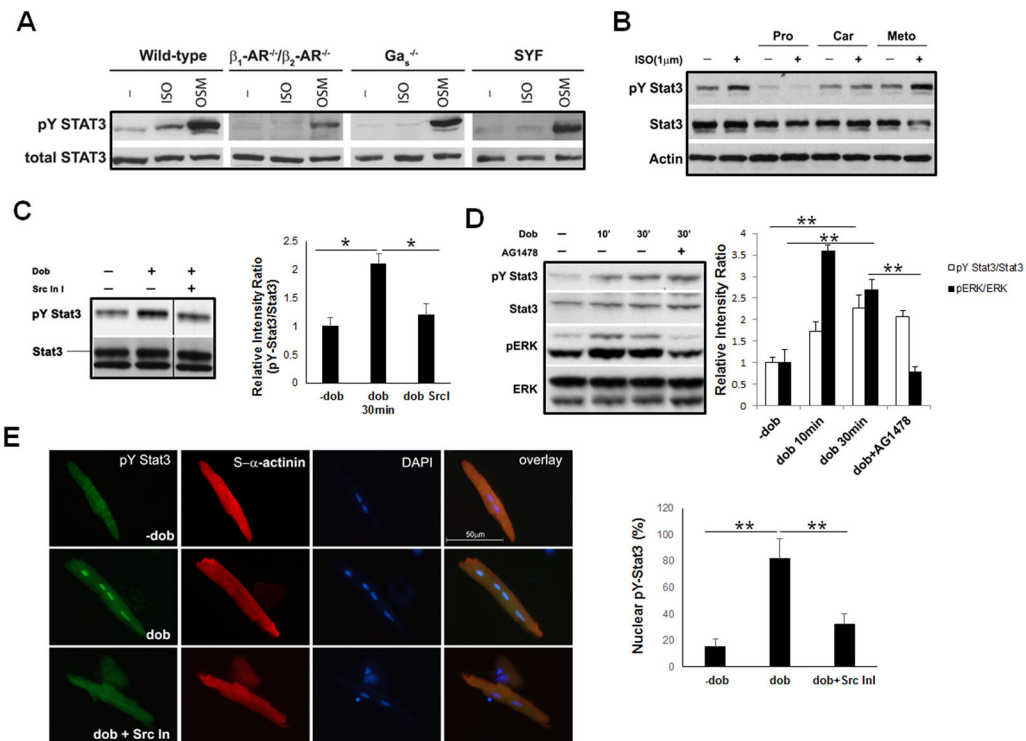 A
Wild-type β₁-AR⁻/⁻/β₂-AR⁻/⁻ Gaₛ⁻/⁻ SYF
– ISO OSM – ISO OSM – ISO OSM – ISO OSM
pY STAT3
total STAT3
B
Pro Car Meto
ISO(1μm) – + – + – + – +
pY Stat3
Stat3
Actin
C
Dob – + +
Src In I – – +
pY Stat3
Stat3
Relative Intensity Ratio
(pY-Stat3/Stat3)
2.5
2
1.5
1
0.5
0
* *
-dob dob dob SrcI
30min
D
Dob – 10' 30' 30'
AG1478 – – – +
pY Stat3
Stat3
pERK
ERK
Relative Intensity Ratio
4
3.5
3
2.5
2
1.5
1
0.5
0
**
**
**
pY Stat3/Stat3
pERK/ERK
-dob
dob 10min
dob 30min
dob+AG1478
E
pY Stat3 S-α-actinin DAPI overlay
-dob
50μm
dob
dob + Src In
Nuclear pY-Stat3 (%)
120
100
80
60
40
20
0
** **
-dob dob dob+Src InI